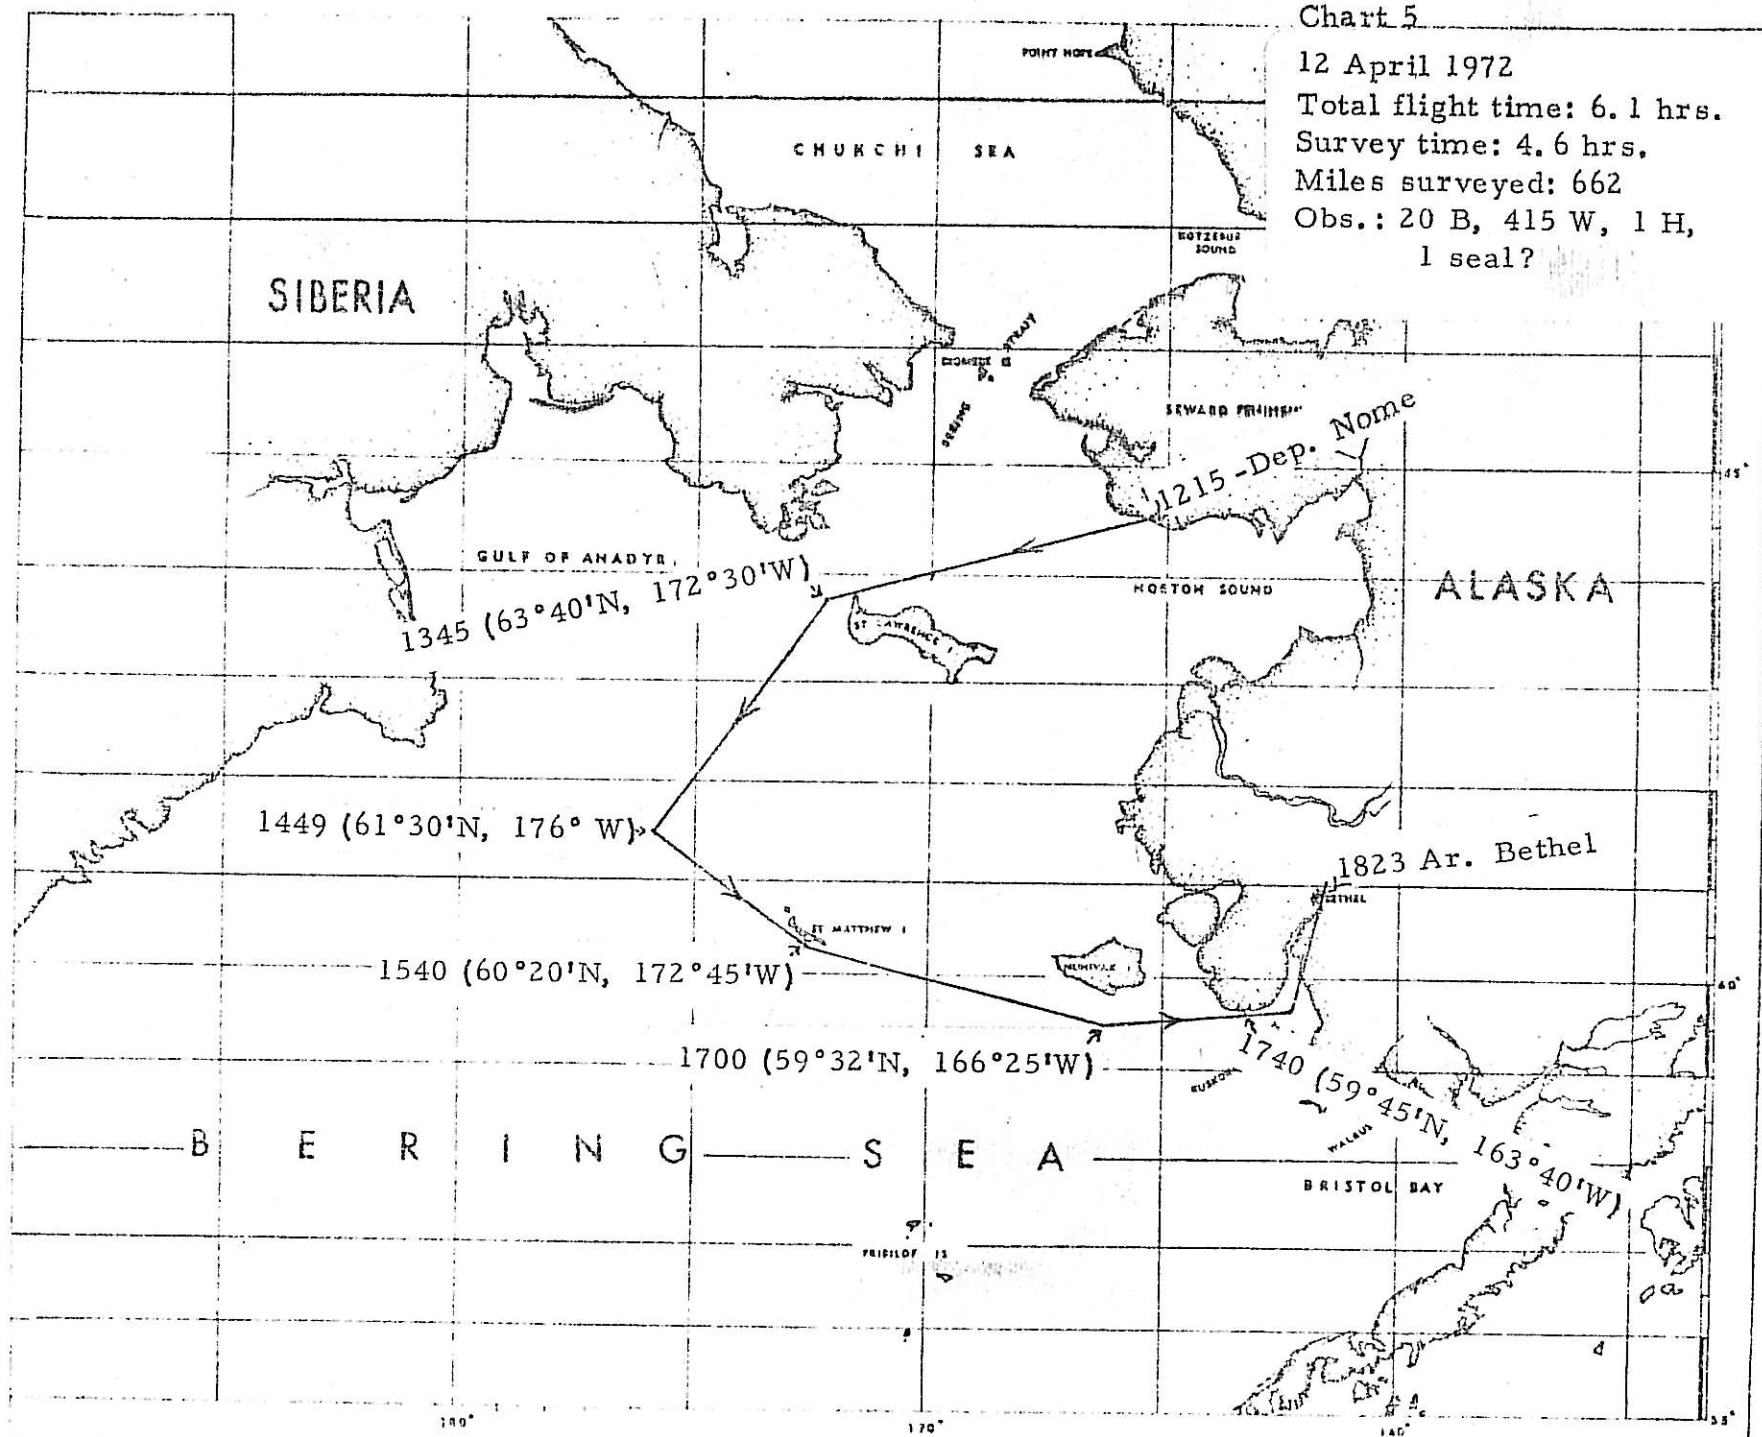 Chart 5
12 April 1972
Total flight time: 6.1 hrs.
Survey time: 4.6 hrs.
Miles surveyed: 662
Obs.: 20 B, 415 W, 1 H,
1 seal?
POINT HOPE
CHUKCHI SEA
KOTZEBUE
SOUND
SIBERIA
DIOMEDE IS
BERING STRAIT
SEWARD
1215 -Dep. Nome
65°
GULF OF ANADYR
NORTON SOUND
ALASKA
1345 (63°40'N, 172°30'W)
ST LAWRENCE I
1449 (61°30'N, 176° W)
1823 Ar. Bethel
BETHEL
ST MATTHEW I
1540 (60°20'N, 172°45'W)
NUNIVAK I
60°
1700 (59°32'N, 166°25'W)
1740 (59°45'N, 163°40'W)
WALRUS
BERING SEA
BRISTOL BAY
PRIBILOF IS
180°
170°
55°